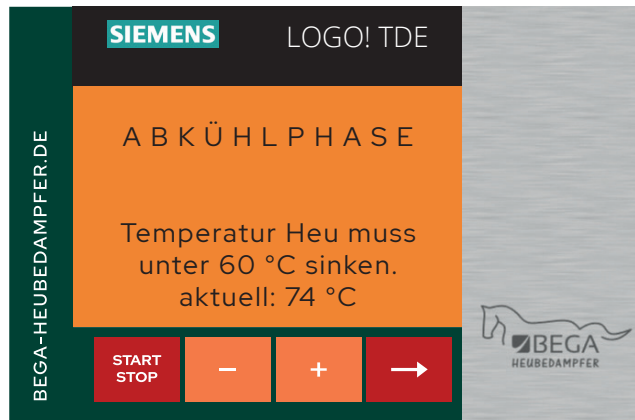 SIEMENS LOGO! TDE
ABKÜHLPHASE
Temperatur Heu muss
unter 60 °C sinken.
aktuell: 74 °C
START
STOP
−
+
→
BEGA-HEUBEDAMPFER.DE
BEGA
HEUBEDAMPFER